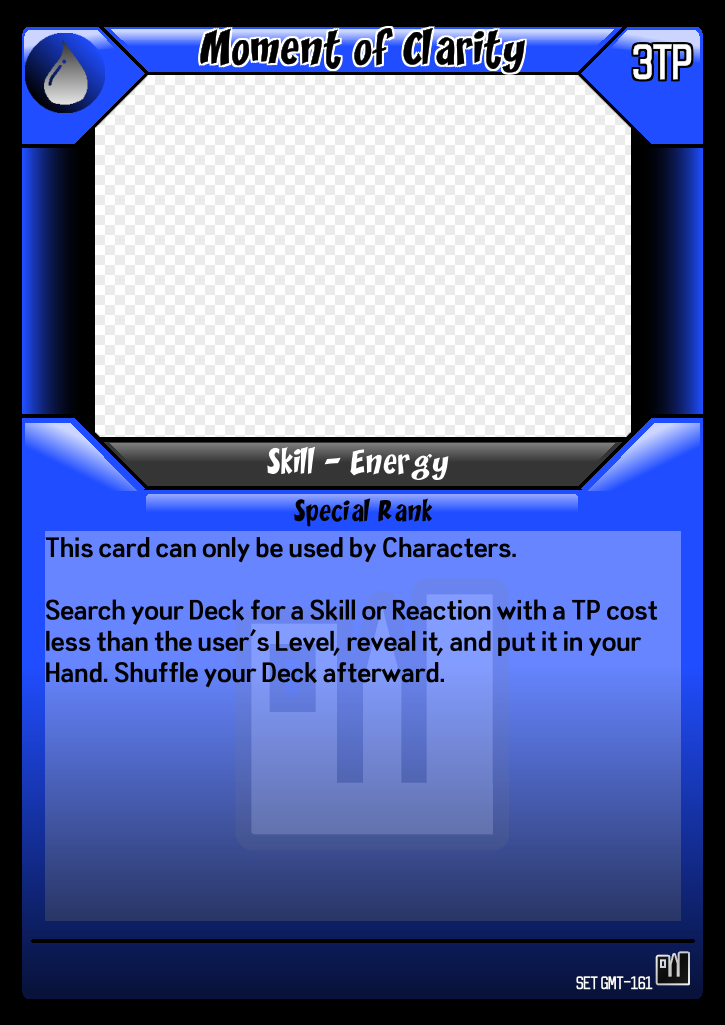 Moment of Clarity
3TP
Skill - Energy
Special Rank
This card can only be used by Characters.
Search your Deck for a Skill or Reaction with a TP cost
less than the user's Level, reveal it, and put it in your
Hand. Shuffle your Deck afterward.
SET GMT-161